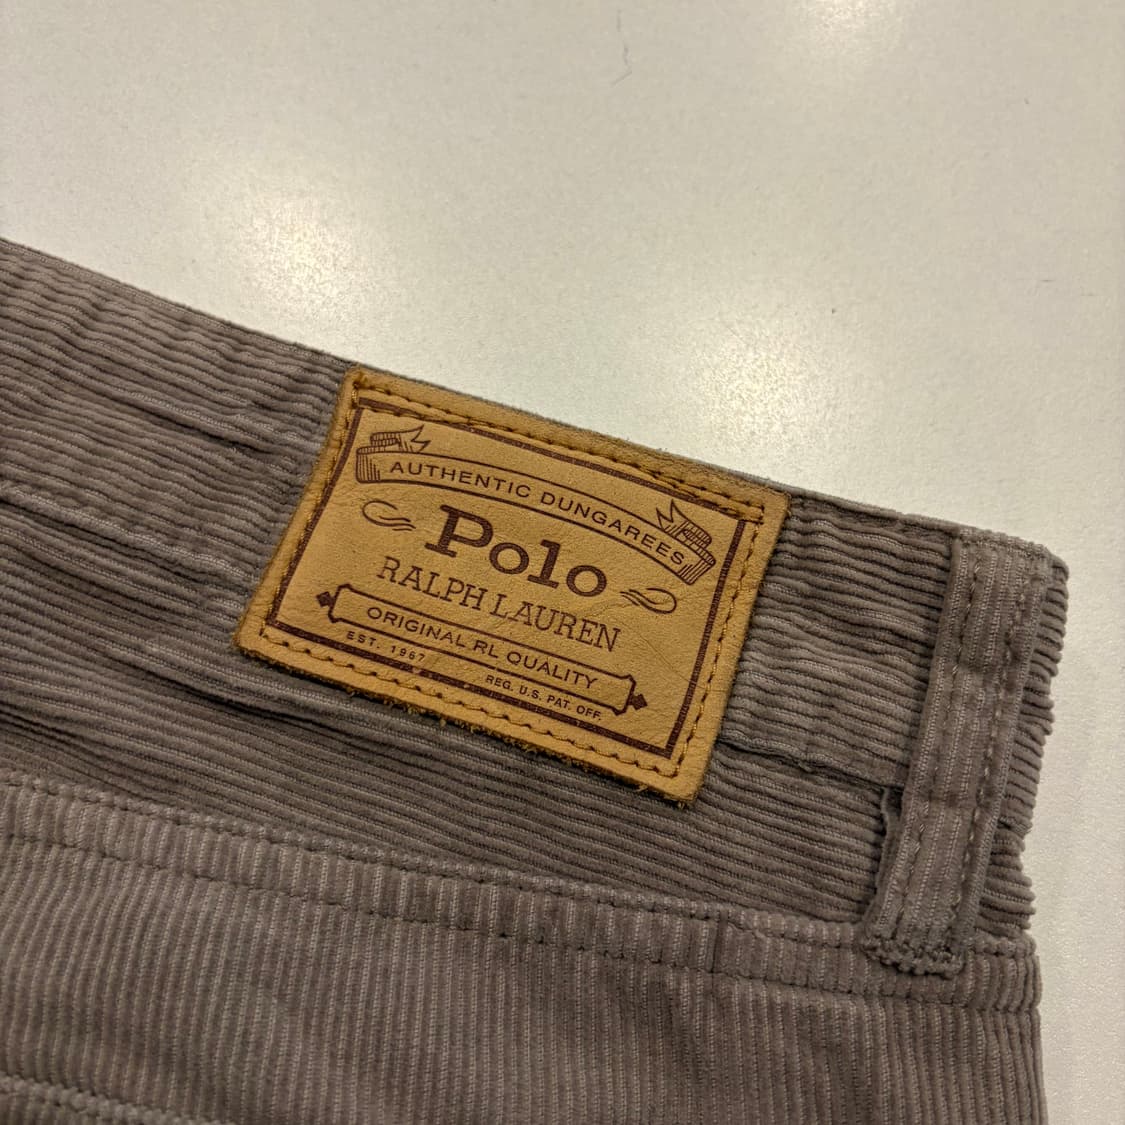 AUTHENTIC DUNGAREES
Polo
RALPH LAUREN
ORIGINAL RL QUALITY
EST. 1967
REG. U.S. PAT. OFF.